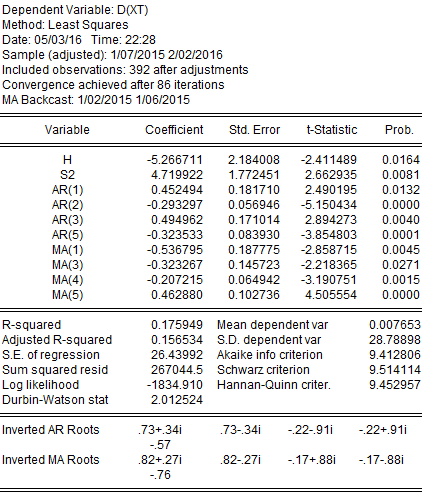 Dependent Variable: D(XT)
Method: Least Squares
Date: 05/03/16 Time: 22:28
Sample (adjusted): 1/07/2015 2/02/2016
Included observations: 392 after adjustments
Convergence achieved after 86 iterations
MA Backcast: 1/02/2015 1/06/2015
Variable Coefficient Std. Error t-Statistic Prob.
H -5.266711 2.184008 -2.411489 0.0164
S2 4.719922 1.772451 2.662935 0.0081
AR(1) 0.452494 0.181710 2.490195 0.0132
AR(2) -0.293297 0.056946 -5.150434 0.0000
AR(3) 0.494962 0.171014 2.894273 0.0040
AR(5) -0.323533 0.083930 -3.854803 0.0001
MA(1) -0.536795 0.187775 -2.858715 0.0045
MA(3) -0.323267 0.145723 -2.218365 0.0271
MA(4) -0.207215 0.064942 -3.190751 0.0015
MA(5) 0.462880 0.102736 4.505554 0.0000
R-squared 0.175949 Mean dependent var 0.007653
Adjusted R-squared 0.156534 S.D. dependent var 28.78898
S.E. of regression 26.43992 Akaike info criterion 9.412806
Sum squared resid 267044.5 Schwarz criterion 9.514114
Log likelihood -1834.910 Hannan-Quinn criter. 9.452957
Durbin-Watson stat 2.012524
Inverted AR Roots .73+.34i .73-.34i -.22-.91i -.22+.91i
-.57
Inverted MA Roots .82+.27i .82-.27i -.17+.88i -.17-.88i
-.76